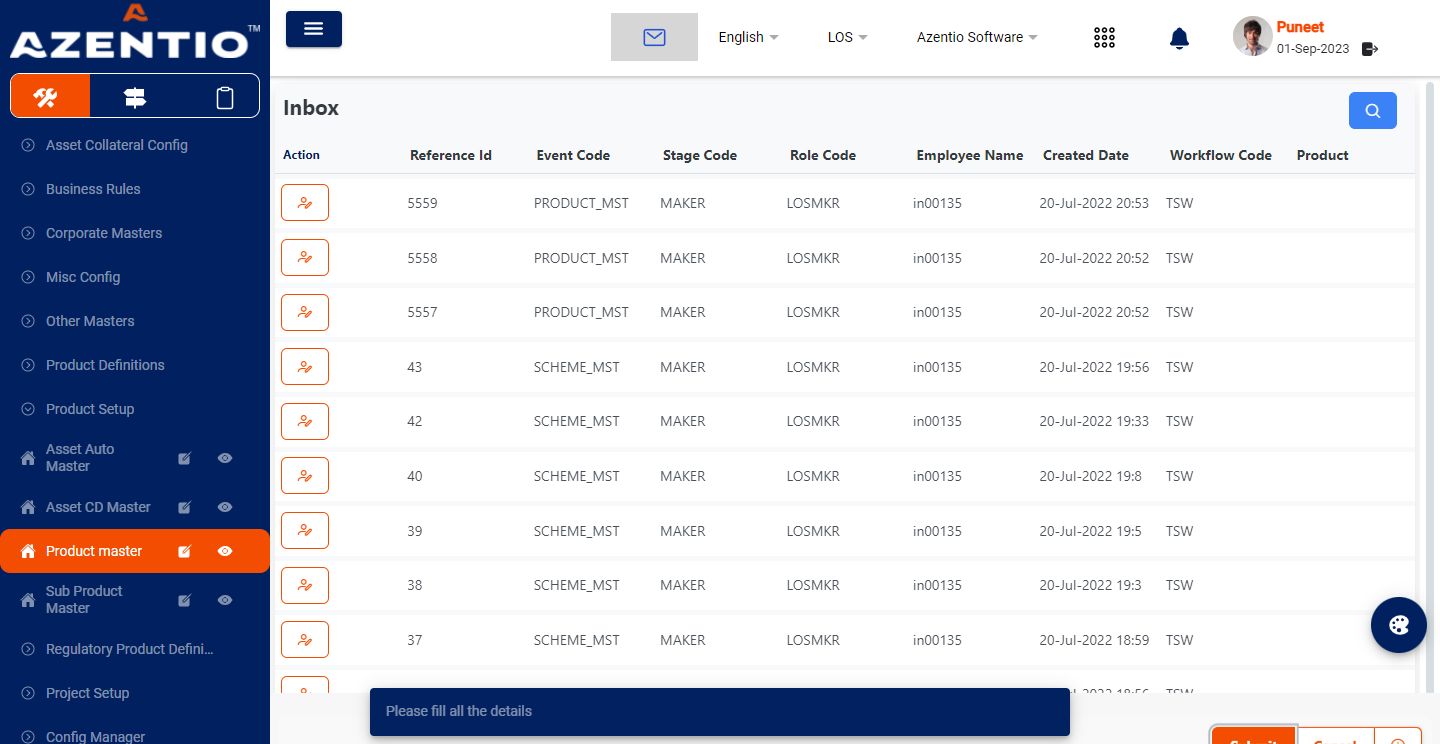 AZENTIO™
English
LOS
Azentio Software
Puneet
01-Sep-2023
Asset Collateral Config
Business Rules
Corporate Masters
Misc Config
Other Masters
Product Definitions
Product Setup
Asset Auto
Master
Asset CD Master
Product master
Sub Product
Master
Regulatory Product Defini...
Project Setup
Config Manager
Inbox
Action Reference Id Event Code Stage Code Role Code Employee Name Created Date Workflow Code Product
5559 PRODUCT_MST MAKER LOSMKR in00135 20-Jul-2022 20:53 TSW
5558 PRODUCT_MST MAKER LOSMKR in00135 20-Jul-2022 20:52 TSW
5557 PRODUCT_MST MAKER LOSMKR in00135 20-Jul-2022 20:52 TSW
43 SCHEME_MST MAKER LOSMKR in00135 20-Jul-2022 19:56 TSW
42 SCHEME_MST MAKER LOSMKR in00135 20-Jul-2022 19:33 TSW
40 SCHEME_MST MAKER LOSMKR in00135 20-Jul-2022 19:8 TSW
39 SCHEME_MST MAKER LOSMKR in00135 20-Jul-2022 19:5 TSW
38 SCHEME_MST MAKER LOSMKR in00135 20-Jul-2022 19:3 TSW
37 SCHEME_MST MAKER LOSMKR in00135 20-Jul-2022 18:59 TSW
TSW
Please fill all the details
Submit Cancel